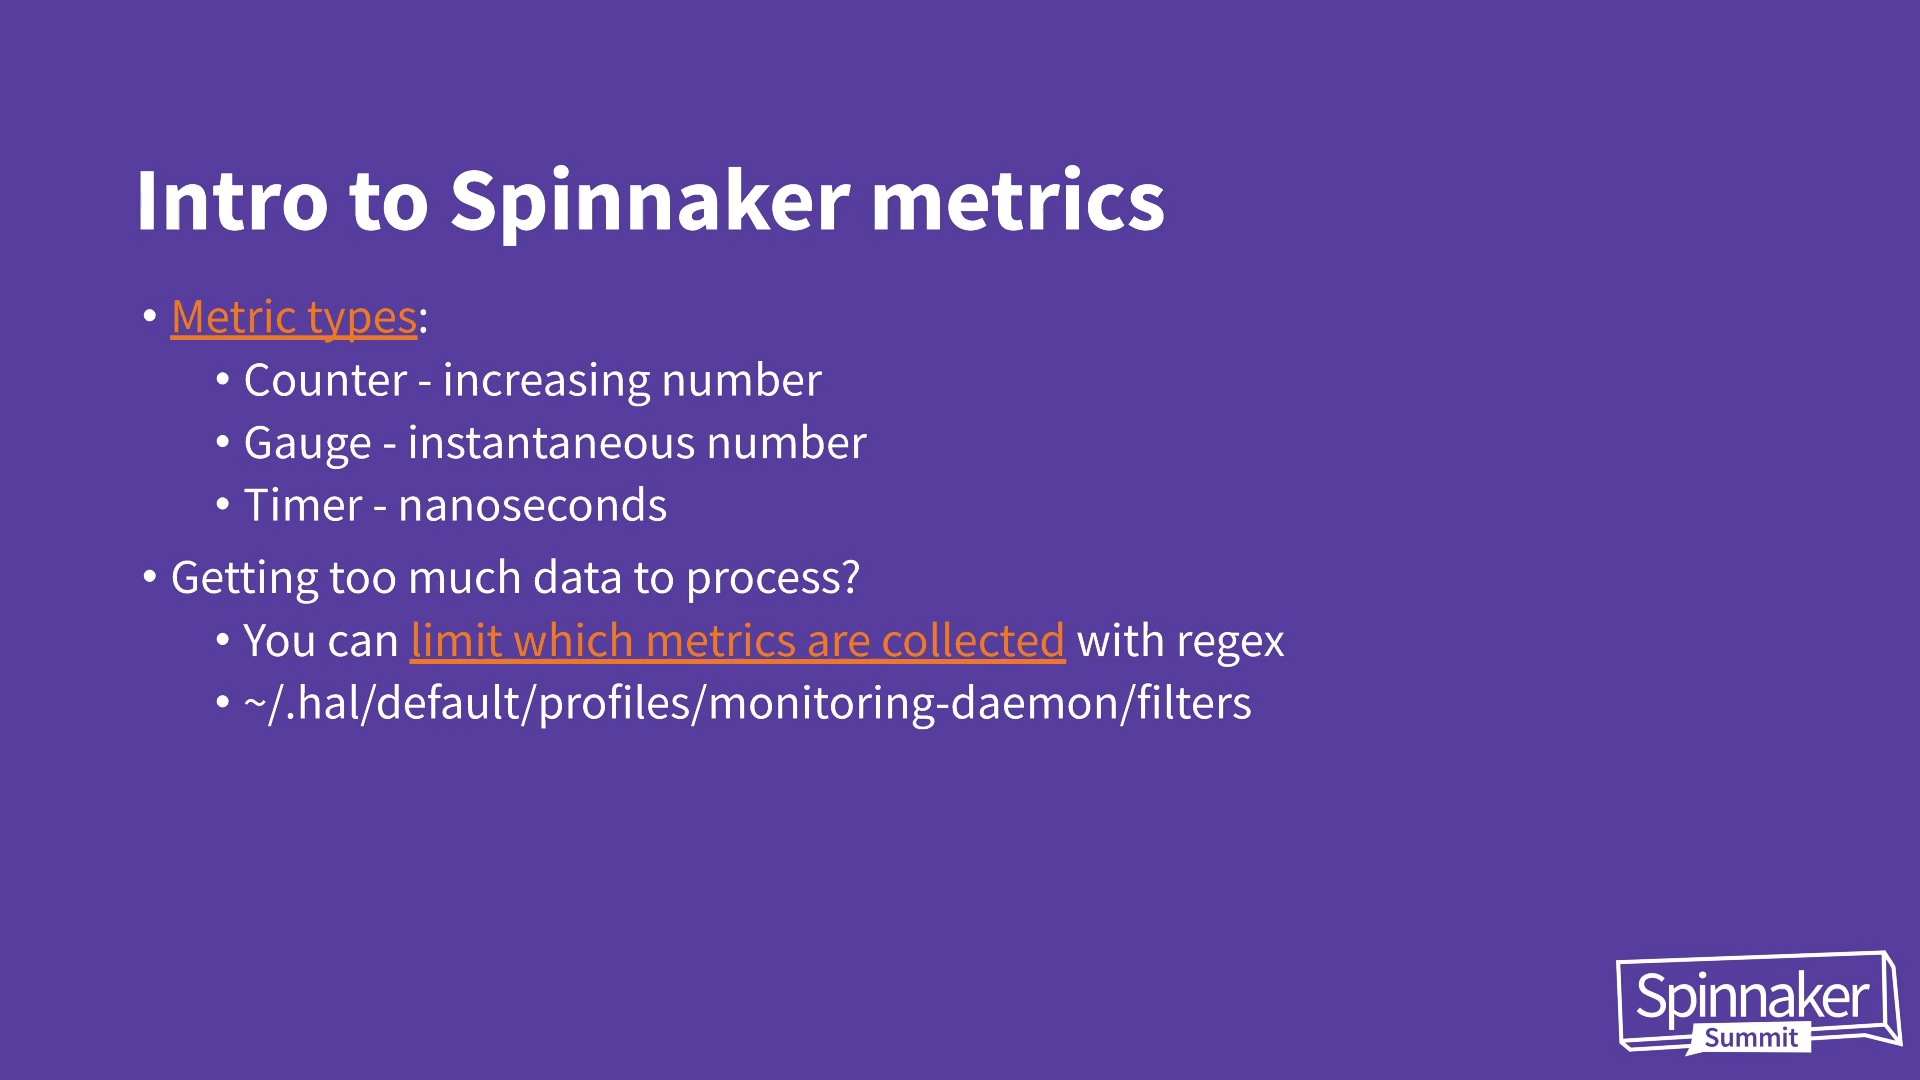 Intro to Spinnaker metrics
• Metric types:
• Counter - increasing number
• Gauge - instantaneous number
• Timer - nanoseconds
• Getting too much data to process?
• You can limit which metrics are collected with regex
• ~/.hal/default/profiles/monitoring-daemon/filters
Spinnaker
Summit